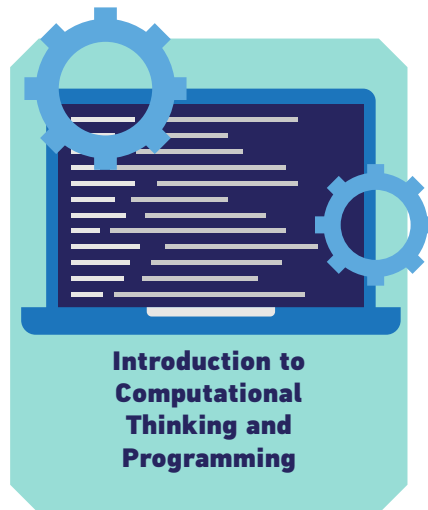 Introduction to
Computational
Thinking and
Programming